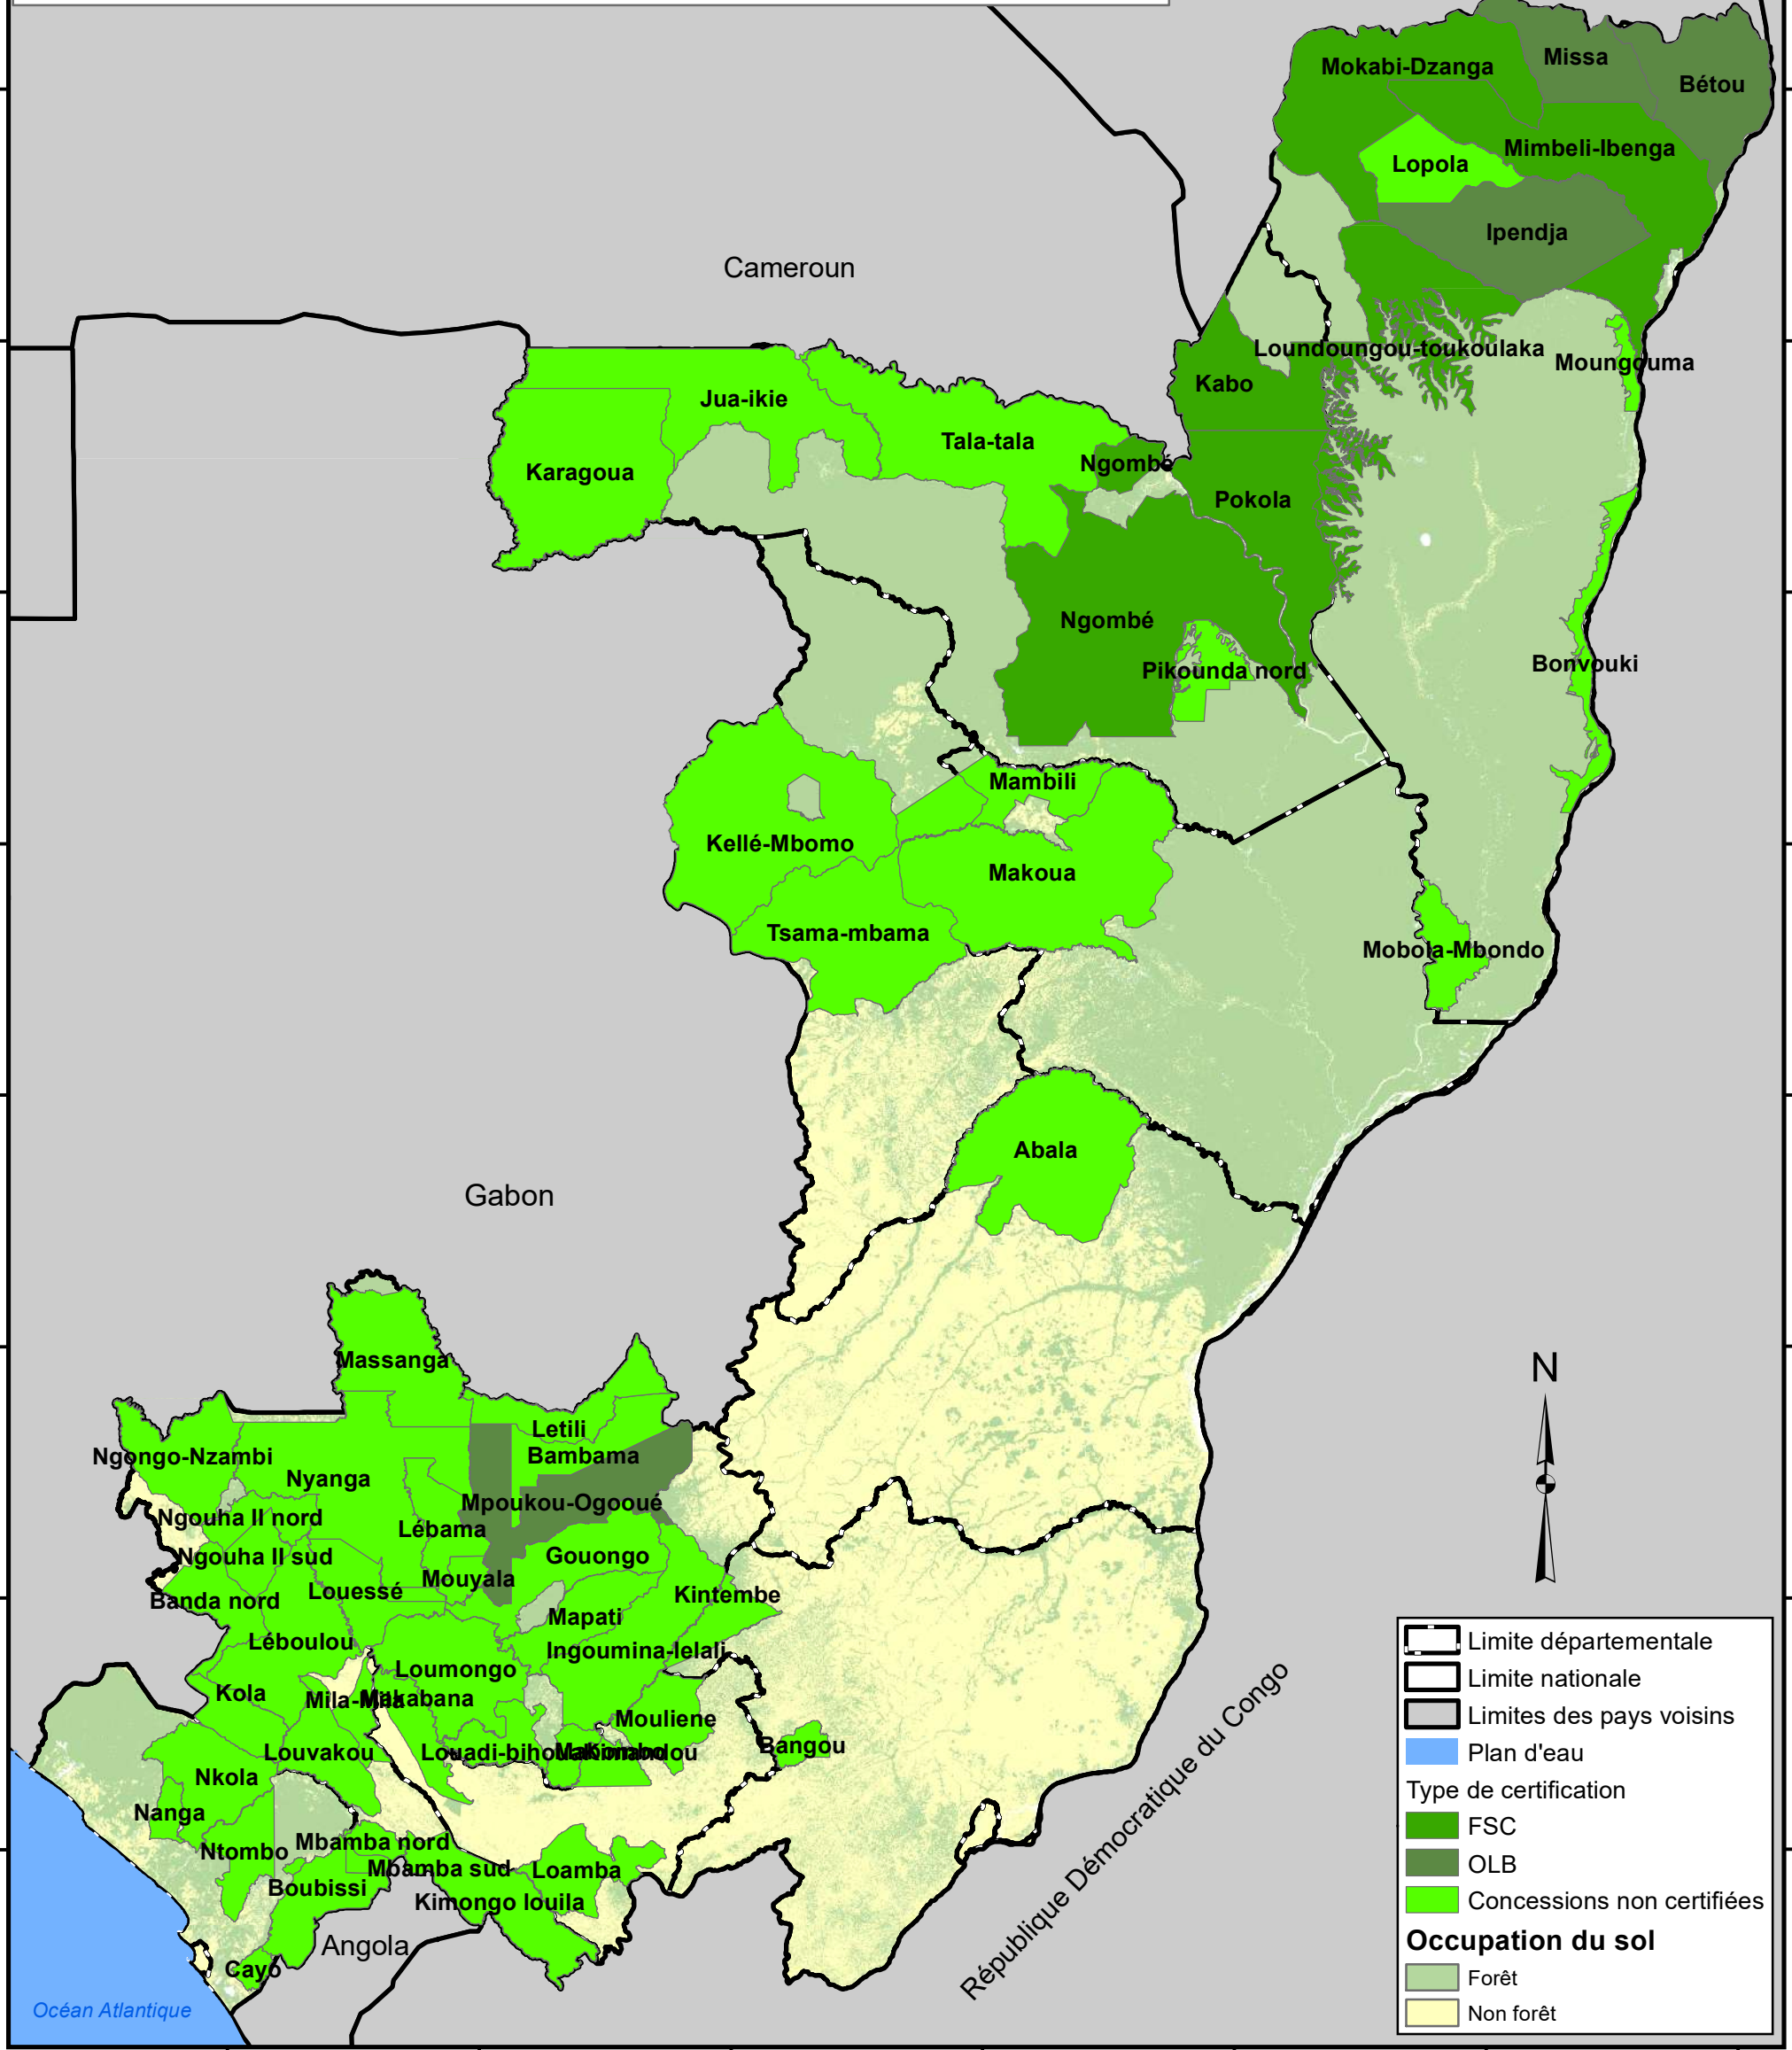 Mokabi-Dzanga
Missa
Bétou
Mimbeli-Ibenga
Lopola
Ipendja
Cameroun
Loundoungou-toukoulaka
Moungouma
Kabo
Jua-ikie
Tala-tala
Ngombé
Karagoua
Pokola
Ngombé
Pikounda nord
Bonvouki
Mambili
Kellé-Mbomo
Makoua
Tsama-mbama
Mobola-Mbondo
Abala
Gabon
Massanga
N
Letili
Bambama
Ngongo-Nzambi
Nyanga
Mpoukou-Ogooué
Ngouha II nord
Lébama
Ngouha II sud
Gouongo
Mouyala
Louessé
Kintembe
Banda nord
Mapati
Léboulou
Ingoumina-lelali
Loumongo
Kola
Mila-Mila
Makabana
Mouliene
Louvakou
Louadi-bihoua
Bangou
Nkola
Nanga
Mbamba nord
Ntombo
Mbamba sud
Loamba
Boubissi
Kimongo louila
Angola
Cayo
Océan Atlantique
République Démocratique du Congo
Limite départementale
Limite nationale
Limites des pays voisins
Plan d'eau
Type de certification
FSC
OLB
Concessions non certifiées
Occupation du sol
Forêt
Non forêt